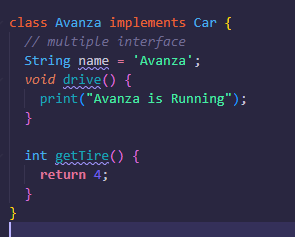 class Avanza implements Car {
  // multiple interface
  String name = 'Avanza';
  void drive() {
    print("Avanza is Running");
  }

  int getTire() {
    return 4;
  }
}